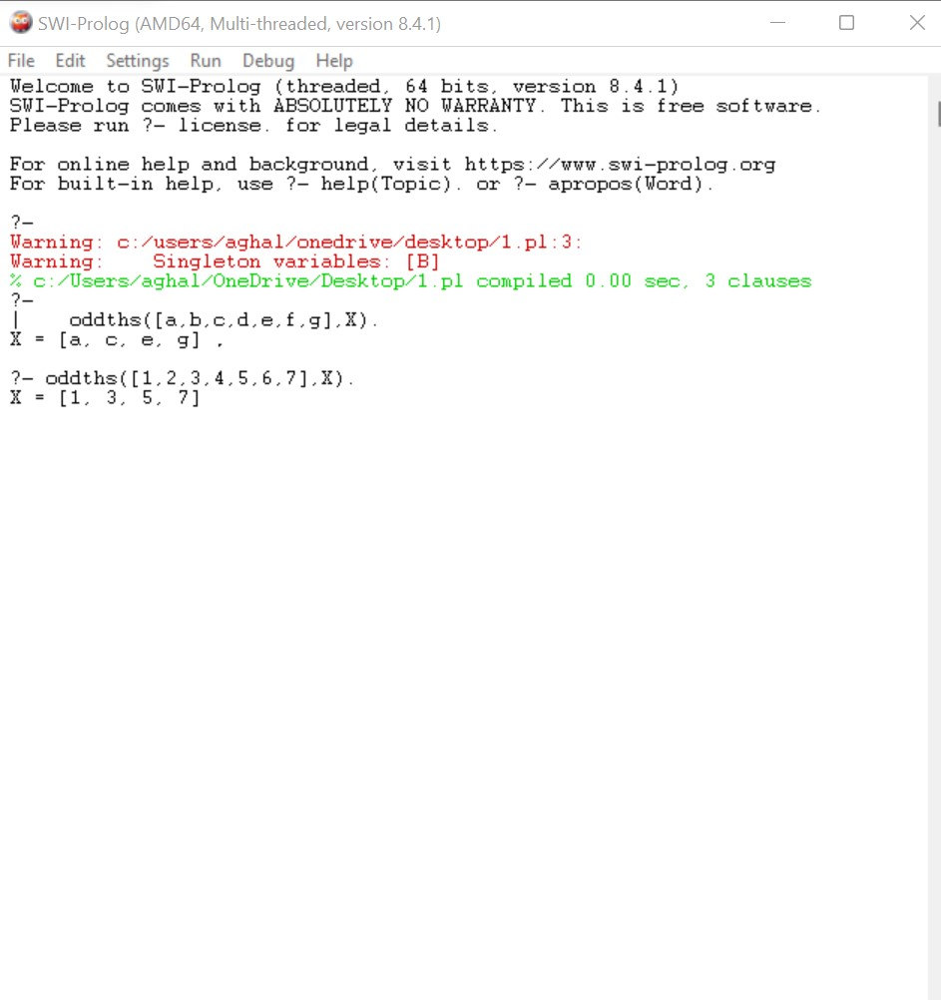 SWI-Prolog (AMD64, Multi-threaded, version 8.4.1)
File Edit Settings Run Debug Help
Welcome to SWI-Prolog (threaded, 64 bits, version 8.4.1)
SWI-Prolog comes with ABSOLUTELY NO WARRANTY. This is free software.
Please run ?- license. for legal details.
For online help and background, visit https://www.swi-prolog.org
For built-in help, use ?- help(Topic). or ?- apropos(Word).
?-
Warning: c:/users/aghal/onedrive/desktop/1.pl:3:
Warning:    Singleton variables: [B]
% c:/Users/aghal/OneDrive/Desktop/1.pl compiled 0.00 sec, 3 clauses
?-
|    oddths([a,b,c,d,e,f,g],X).
X = [a, c, e, g] .
?- oddths([1,2,3,4,5,6,7],X).
X = [1, 3, 5, 7]